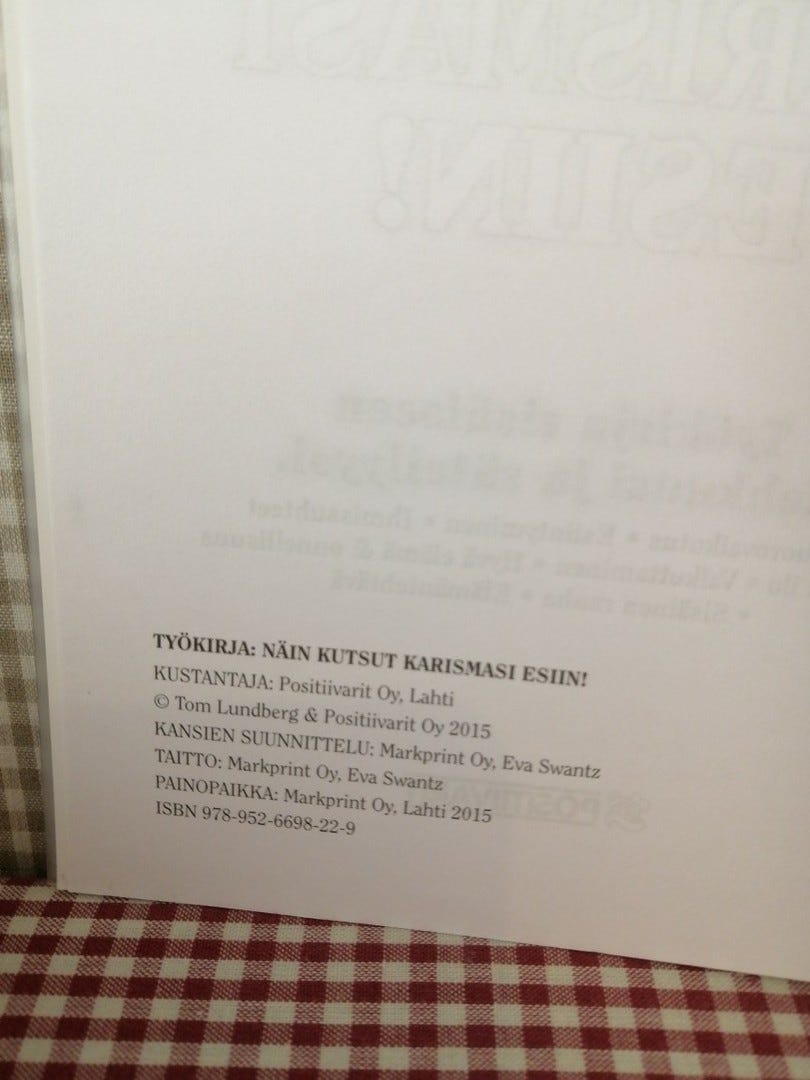 TYÖKIRJA: NÄIN KUTSUT KARISMASI ESIIN!
KUSTANTAJA: Positiivarit Oy, Lahti
© Tom Lundberg & Positiivarit Oy 2015
KANSIEN SUUNNITTELU: Markprint Oy, Eva Swantz
TAITTO: Markprint Oy, Eva Swantz
PAINOPAIKKA: Markprint Oy, Lahti 2015
ISBN 978-952-6698-22-9